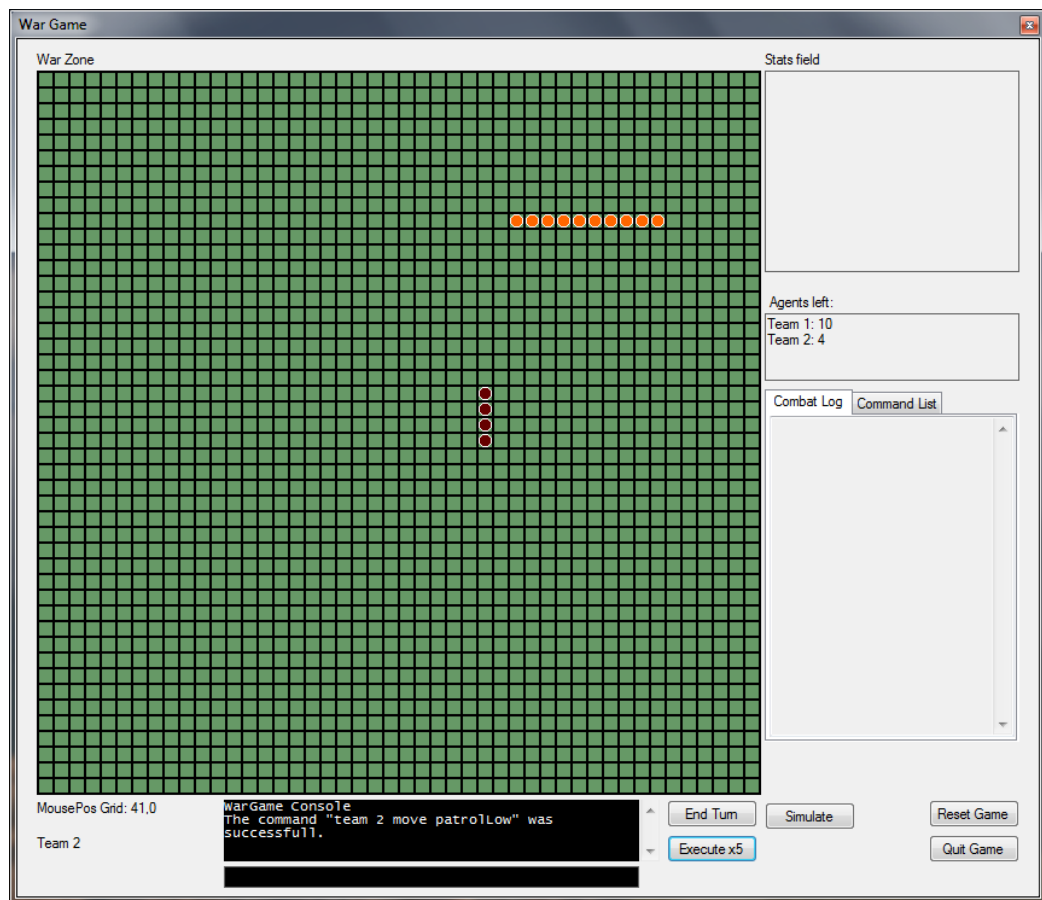 War Game
War Zone
Stats field
Agents left:
Team 1: 10
Team 2: 4
Combat Log
Command List
MousePos Grid: 41,0
Team 2
WarGame Console
The command "team 2 move patrolLow" was
successfull.
End Turn
Execute x5
Simulate
Reset Game
Quit Game